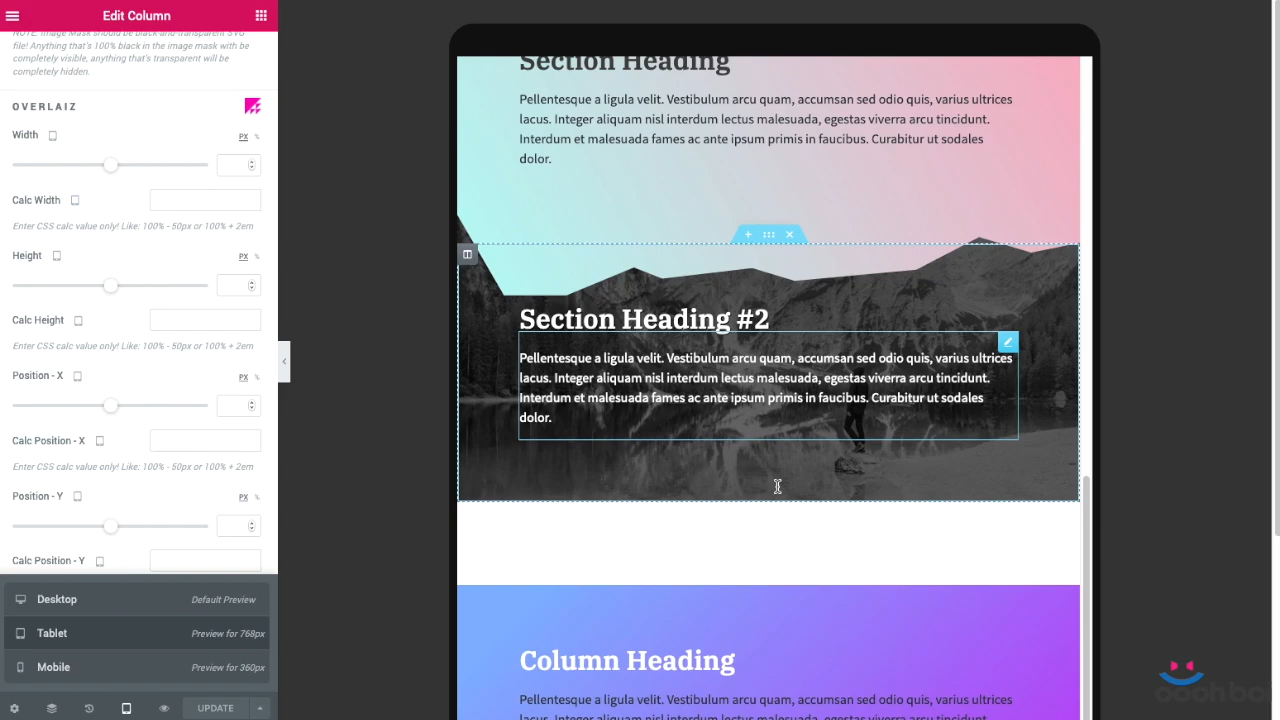 Edit Column
NOTE: Image Mask should be black-and-transparent SVG
file! Anything that's 100% black in the image mask with be
completely visible, anything that's transparent will be
completely hidden.
OVERLAIZ
Width PX %
Calc Width
Enter CSS calc value only! Like: 100% - 50px or 100% + 2em
Height PX %
Calc Height
Enter CSS calc value only! Like: 100% - 50px or 100% + 2em
Position - X PX %
Calc Position - X
Enter CSS calc value only! Like: 100% - 50px or 100% + 2em
Position - Y PX %
Calc Position - Y
Desktop Default Preview
Tablet Preview for 768px
Mobile Preview for 360px
UPDATE
Section Heading
Pellentesque a ligula velit. Vestibulum arcu quam, accumsan sed odio quis, varius ultrices
lacus. Integer aliquam nisl interdum lectus malesuada, egestas viverra arcu tincidunt.
Interdum et malesuada fames ac ante ipsum primis in faucibus. Curabitur ut sodales
dolor.
Section Heading #2
Pellentesque a ligula velit. Vestibulum arcu quam, accumsan sed odio quis, varius ultrices
lacus. Integer aliquam nisl interdum lectus malesuada, egestas viverra arcu tincidunt.
Interdum et malesuada fames ac ante ipsum primis in faucibus. Curabitur ut sodales
dolor.
Column Heading
Pellentesque a ligula velit. Vestibulum arcu quam, accumsan sed odio quis, varius ultrices